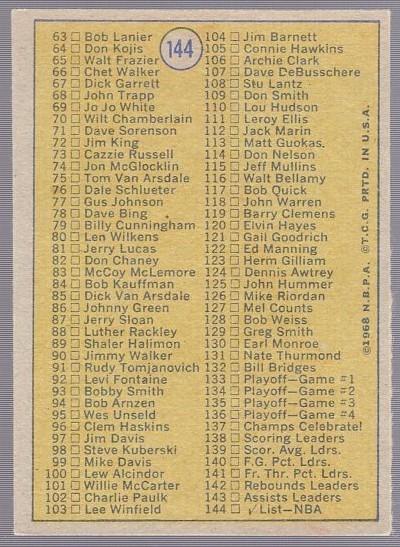 63 □ Bob Lanier
64 □ Don Kojis
65 □ Walt Frazier
66 □ Chet Walker
67 □ Dick Garrett
68 □ John Trapp
69 □ Jo Jo White
70 □ Wilt Chamberlain
71 □ Dave Sorenson
72 □ Jim King
73 □ Cazzie Russell
74 □ Jon McGlocklin
75 □ Tom Van Arsdale
76 □ Dale Schlueter
77 □ Gus Johnson
78 □ Dave Bing
79 □ Billy Cunningham
80 □ Len Wilkens
81 □ Jerry Lucas
82 □ Don Chaney
83 □ McCoy McLemore
84 □ Bob Kauffman
85 □ Dick Van Arsdale
86 □ Johnny Green
87 □ Jerry Sloan
88 □ Luther Rackley
89 □ Shaler Halimon
90 □ Jimmy Walker
91 □ Rudy Tomjanovich
92 □ Levi Fontaine
93 □ Bobby Smith
94 □ Bob Arnzen
95 □ Wes Unseld
96 □ Clem Haskins
97 □ Jim Davis
98 □ Steve Kuberski
99 □ Mike Davis
100 □ Lew Alcindor
101 □ Willie McCarter
102 □ Charlie Paulk
103 □ Lee Winfield
144
104 □ Jim Barnett
105 □ Connie Hawkins
106 □ Archie Clark
107 □ Dave DeBusschere
108 □ Stu Lantz
109 □ Don Smith
110 □ Lou Hudson
111 □ Leroy Ellis
112 □ Jack Marin
113 □ Matt Guokas
114 □ Don Nelson
115 □ Jeff Mullins
116 □ Walt Bellamy
117 □ Bob Quick
118 □ John Warren
119 □ Barry Clemens
120 □ Elvin Hayes
121 □ Gail Goodrich
122 □ Ed Manning
123 □ Herm Gilliam
124 □ Dennis Awtrey
125 □ John Hummer
126 □ Mike Riordan
127 □ Mel Counts
128 □ Bob Weiss
129 □ Greg Smith
130 □ Earl Monroe
131 □ Nate Thurmond
132 □ Bill Bridges
133 □ Playoff—Game #1
134 □ Playoff—Game #2
135 □ Playoff—Game #3
136 □ Playoff—Game #4
137 □ Champs Celebrate!
138 □ Scoring Leaders
139 □ Scor. Avg. Ldrs.
140 □ F.G. Pct. Ldrs.
141 □ Fr. Thr. Pct. Ldrs.
142 □ Rebounds Leaders
143 □ Assists Leaders
144 □ √List—NBA
©1968 N.B.P.A. ©T.C.G. PRTD. IN U.S.A.